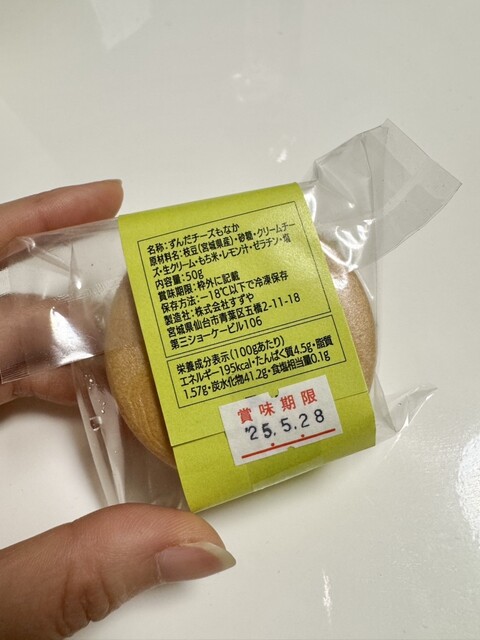 名称:ずんだチーズもなか
原材料名:枝豆(宮城県産)・砂糖・クリームチー
ズ・生クリーム・もち米・レモン汁・ゼラチン・塩
内容量:50g
賞味期限:枠外に記載
保存方法:−18℃以下で冷凍保存
製造社:株式会社すずや
宮城県仙台市青葉区五橋2-11-18
第三ショーケービル106
栄養成分表示(100gあたり)
エネルギー195kcal・たんぱく質4.5g・脂質
1.57g・炭水化物41.2g・食塩相当量0.1g
賞味期限
'25.5.28